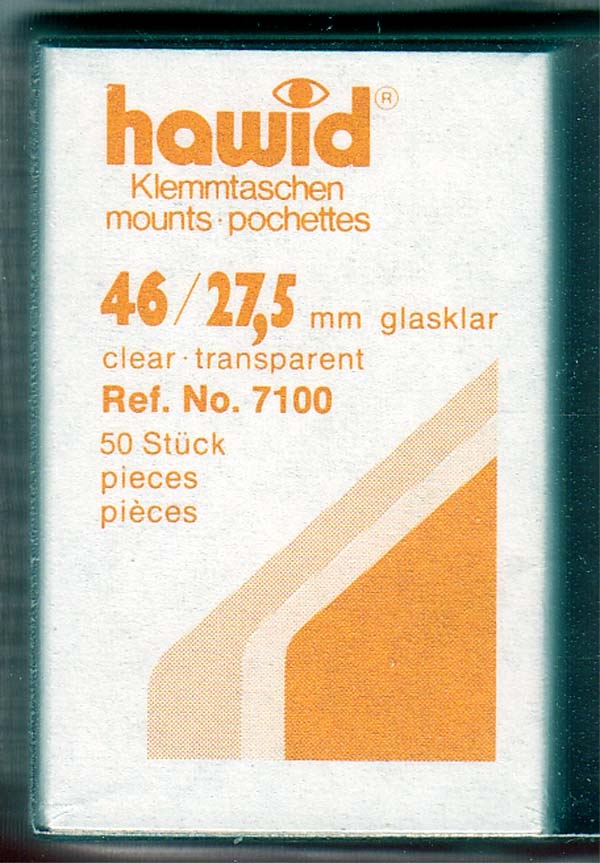 hawid®
Klemmtaschen
mounts · pochettes
46/27,5 mm glasklar
clear · transparent
Ref. No. 7100
50 Stück
pieces
pièces